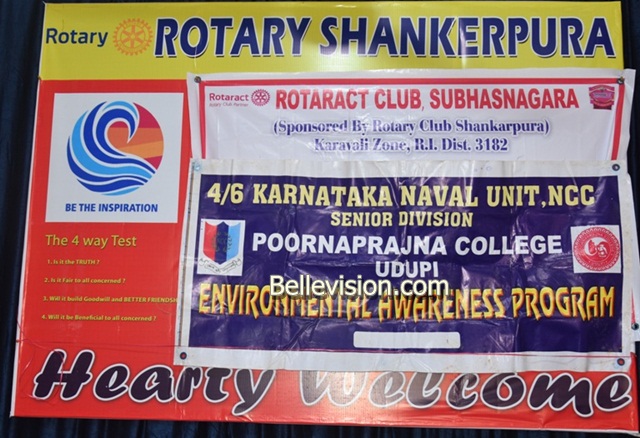 Rotary ROTARY SHANKERPURA
Rotaract ROTARACT CLUB, SUBHASNAGARA
(Sponsored By Rotary Club Shankarpura)
Karavali Zone, R.I. Dist. 3182
BE THE INSPIRATION
The 4 way Test
1. Is it the TRUTH ?
2. Is it Fair to all concerned ?
3. Will it build Goodwill and BETTER FRIENDSH
4. Will it be Beneficial to all concerned ?
4/6 KARNATAKA NAVAL UNIT,NCC
SENIOR DIVISION
POORNAPRAJNA COLLEGE
UDUPI
Bellevision.com
ENVIRONMENTAL AWARENESS PROGRAM
Hearty Welcome